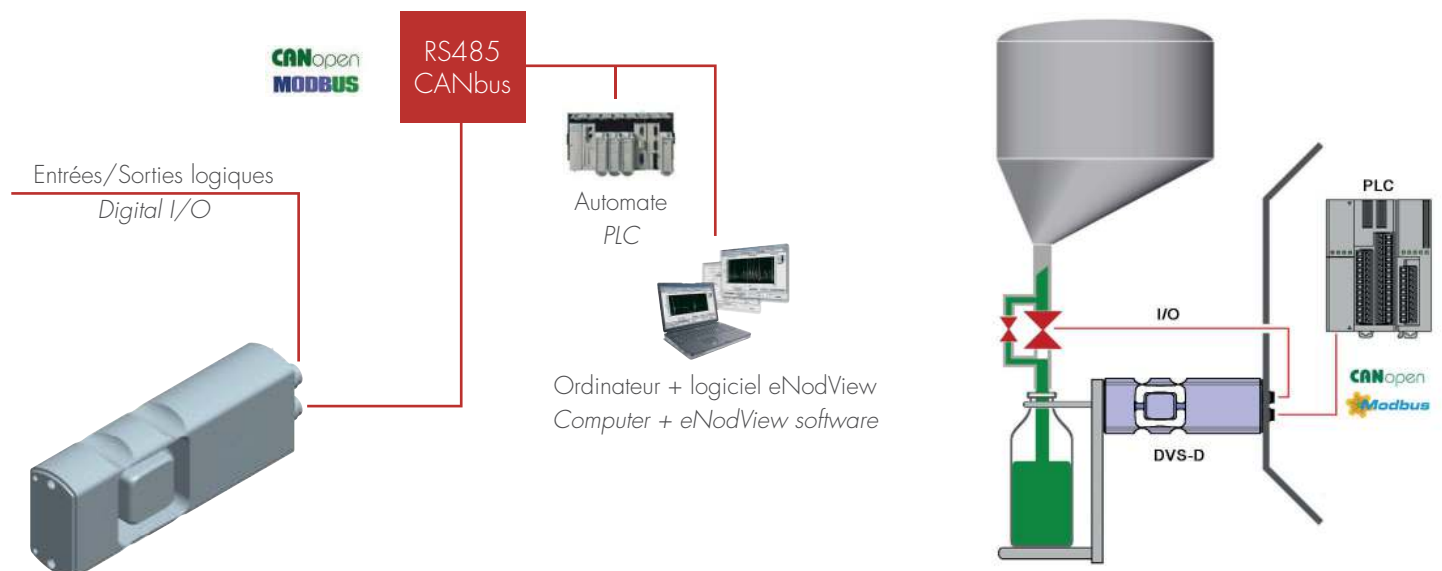 CANopen
MODBUS
RS485
CANbus
Entrées/Sorties logiques
Digital I/O
Automate
PLC
Ordinateur + logiciel eNodView
Computer + eNodView software
PLC
I/O
CANopen
Modbus
DVS-D